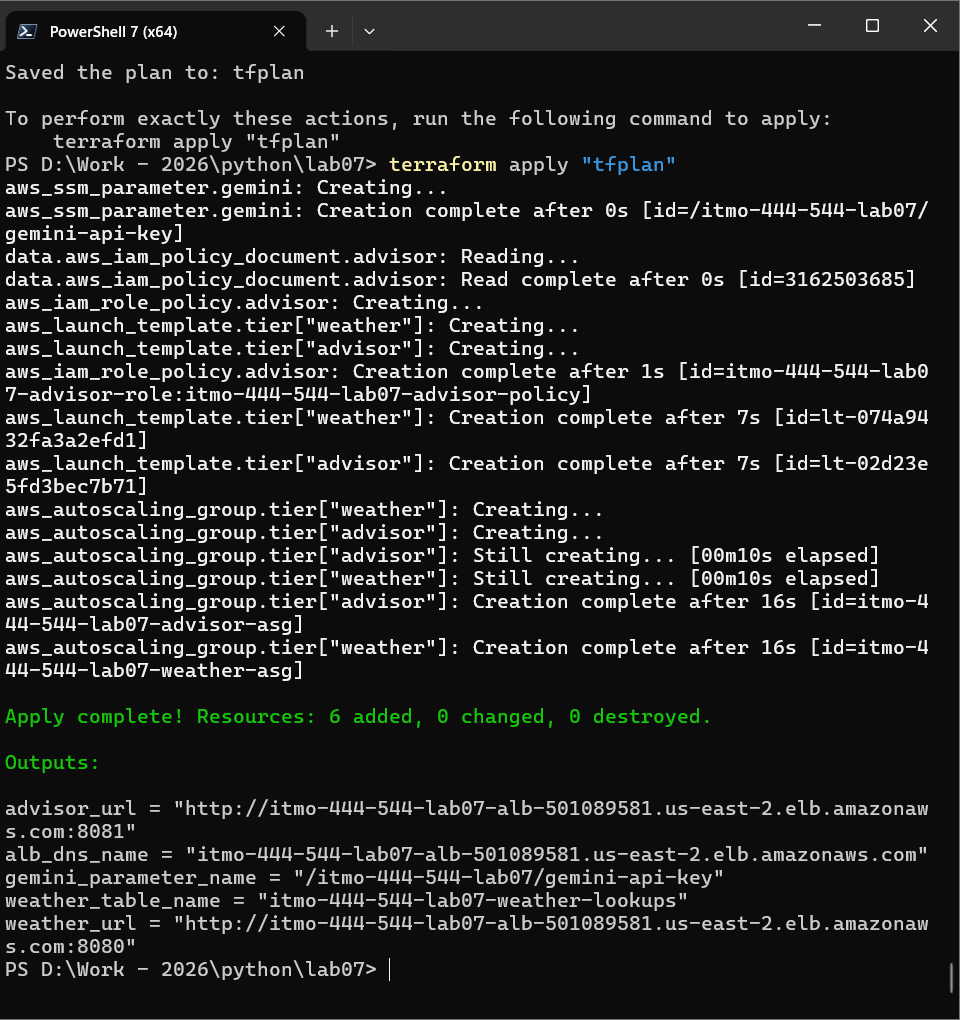 PowerShell 7 (x64)
Saved the plan to: tfplan
To perform exactly these actions, run the following command to apply:
    terraform apply "tfplan"
PS D:\Work - 2026\python\lab07> terraform apply "tfplan"
aws_ssm_parameter.gemini: Creating...
aws_ssm_parameter.gemini: Creation complete after 0s [id=/itmo-444-544-lab07/
gemini-api-key]
data.aws_iam_policy_document.advisor: Reading...
data.aws_iam_policy_document.advisor: Read complete after 0s [id=3162503685]
aws_iam_role_policy.advisor: Creating...
aws_launch_template.tier["weather"]: Creating...
aws_launch_template.tier["advisor"]: Creating...
aws_iam_role_policy.advisor: Creation complete after 1s [id=itmo-444-544-lab0
7-advisor-role:itmo-444-544-lab07-advisor-policy]
aws_launch_template.tier["weather"]: Creation complete after 7s [id=lt-074a94
32fa3a2efd1]
aws_launch_template.tier["advisor"]: Creation complete after 7s [id=lt-02d23e
5fd3bec7b71]
aws_autoscaling_group.tier["weather"]: Creating...
aws_autoscaling_group.tier["advisor"]: Creating...
aws_autoscaling_group.tier["advisor"]: Still creating... [00m10s elapsed]
aws_autoscaling_group.tier["weather"]: Still creating... [00m10s elapsed]
aws_autoscaling_group.tier["advisor"]: Creation complete after 16s [id=itmo-4
44-544-lab07-advisor-asg]
aws_autoscaling_group.tier["weather"]: Creation complete after 16s [id=itmo-4
44-544-lab07-weather-asg]
Apply complete! Resources: 6 added, 0 changed, 0 destroyed.
Outputs:
advisor_url = "http://itmo-444-544-lab07-alb-501089581.us-east-2.elb.amazonaw
s.com:8081"
alb_dns_name = "itmo-444-544-lab07-alb-501089581.us-east-2.elb.amazonaws.com"
gemini_parameter_name = "/itmo-444-544-lab07/gemini-api-key"
weather_table_name = "itmo-444-544-lab07-weather-lookups"
weather_url = "http://itmo-444-544-lab07-alb-501089581.us-east-2.elb.amazonaw
s.com:8080"
PS D:\Work - 2026\python\lab07>